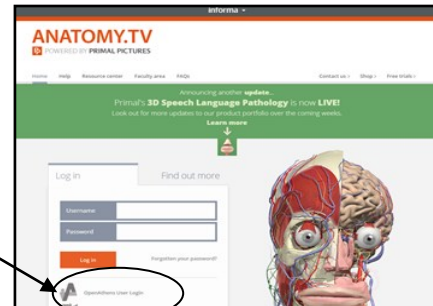 informa
ANATOMY.TV
POWERED BY PRIMAL PICTURES
Home Help Resource center Faculty area FAQs Contact us Shop Free trials
Announcing another update...
Primal's 3D Speech Language Pathology is now LIVE!
Look out for more updates to our product portfolio over the coming weeks.
Learn more
Log in Find out more
Username
Password
Log in Forgotten your password?
OpenAthens User Login